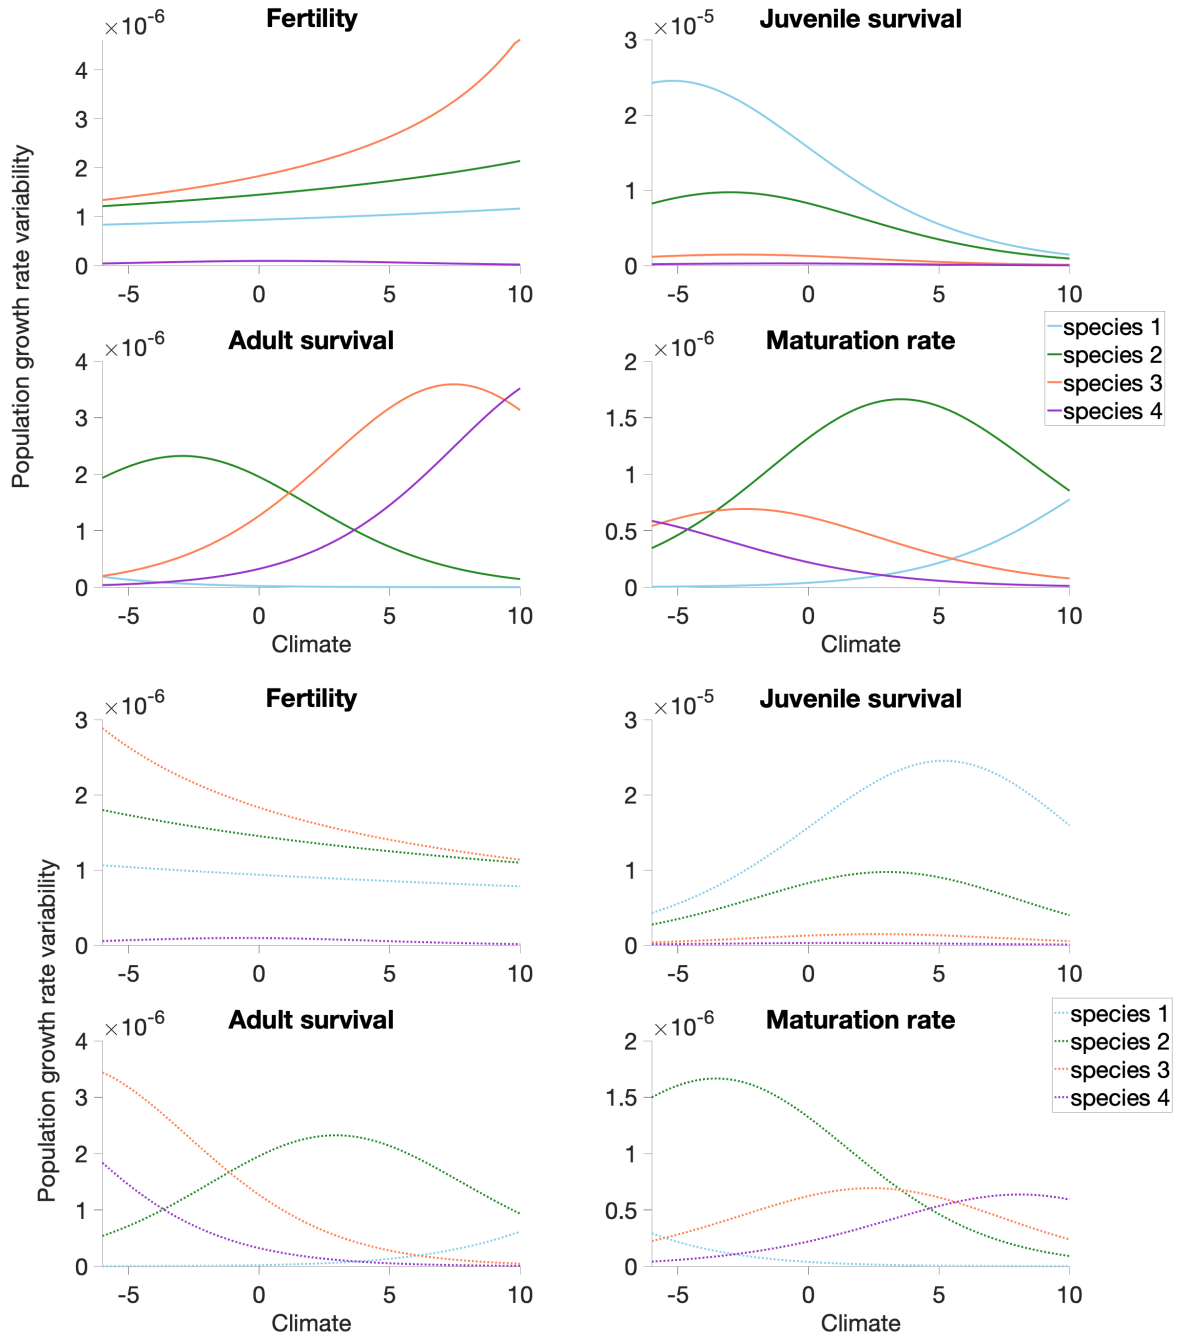 Fertility
×10-6
4
3
2
1
0
-5 0 5 10
Juvenile survival
×10-5
3
2
1
0
-5 0 5 10
Population growth rate variability
Adult survival
×10-6
4
3
2
1
0
-5 0 5 10
Climate
Maturation rate
×10-6
2
1.5
1
0.5
0
-5 0 5 10
Climate
species 1
species 2
species 3
species 4
Fertility
×10-6
3
2
1
0
-5 0 5 10
Juvenile survival
×10-5
3
2
1
0
-5 0 5 10
Population growth rate variability
Adult survival
×10-6
4
3
2
1
0
-5 0 5 10
Climate
Maturation rate
×10-6
2
1.5
1
0.5
0
-5 0 5 10
Climate
species 1
species 2
species 3
species 4